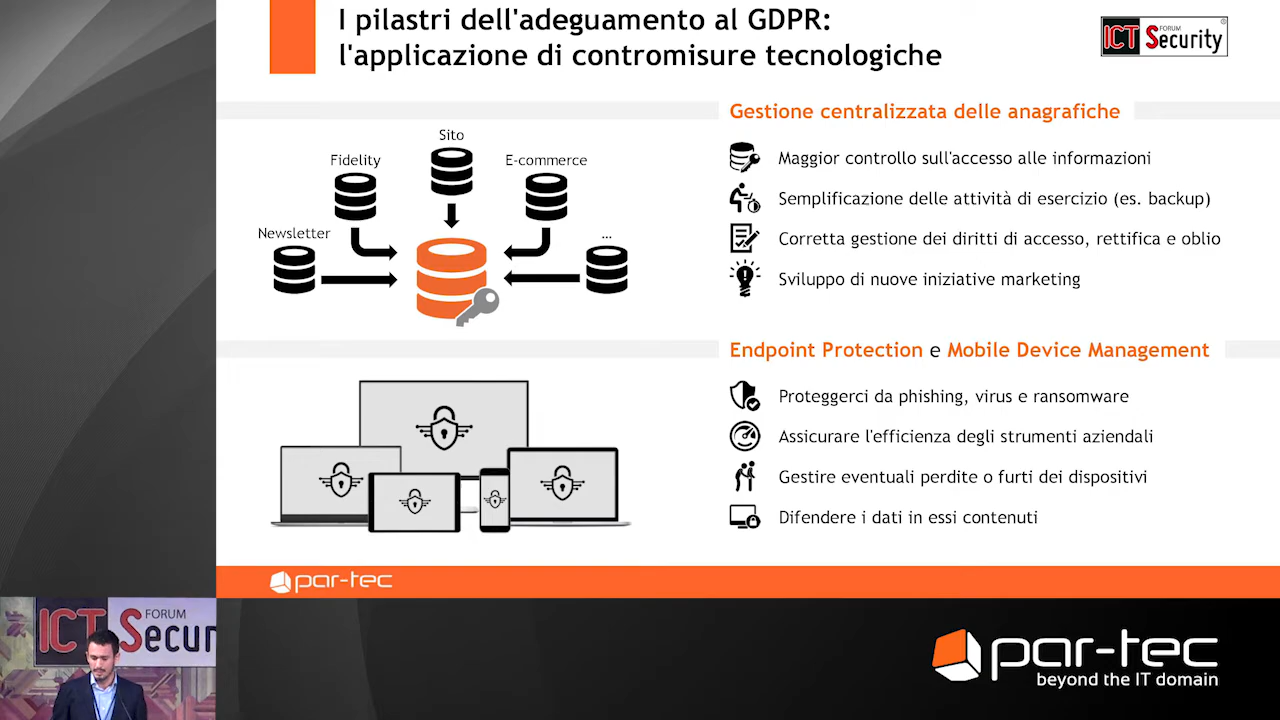 I pilastri dell'adeguamento al GDPR:
l'applicazione di contromisure tecnologiche
ICT FORUM Security ®
Gestione centralizzata delle anagrafiche
Sito
Fidelity
E-commerce
Newsletter
...
Maggior controllo sull'accesso alle informazioni
Semplificazione delle attività di esercizio (es. backup)
Corretta gestione dei diritti di accesso, rettifica e oblio
Sviluppo di nuove iniziative marketing
Endpoint Protection e Mobile Device Management
Proteggerci da phishing, virus e ransomware
Assicurare l'efficienza degli strumenti aziendali
Gestire eventuali perdite o furti dei dispositivi
Difendere i dati in essi contenuti
par-tec
ICT FORUM Secur
par-tec
beyond the IT domain